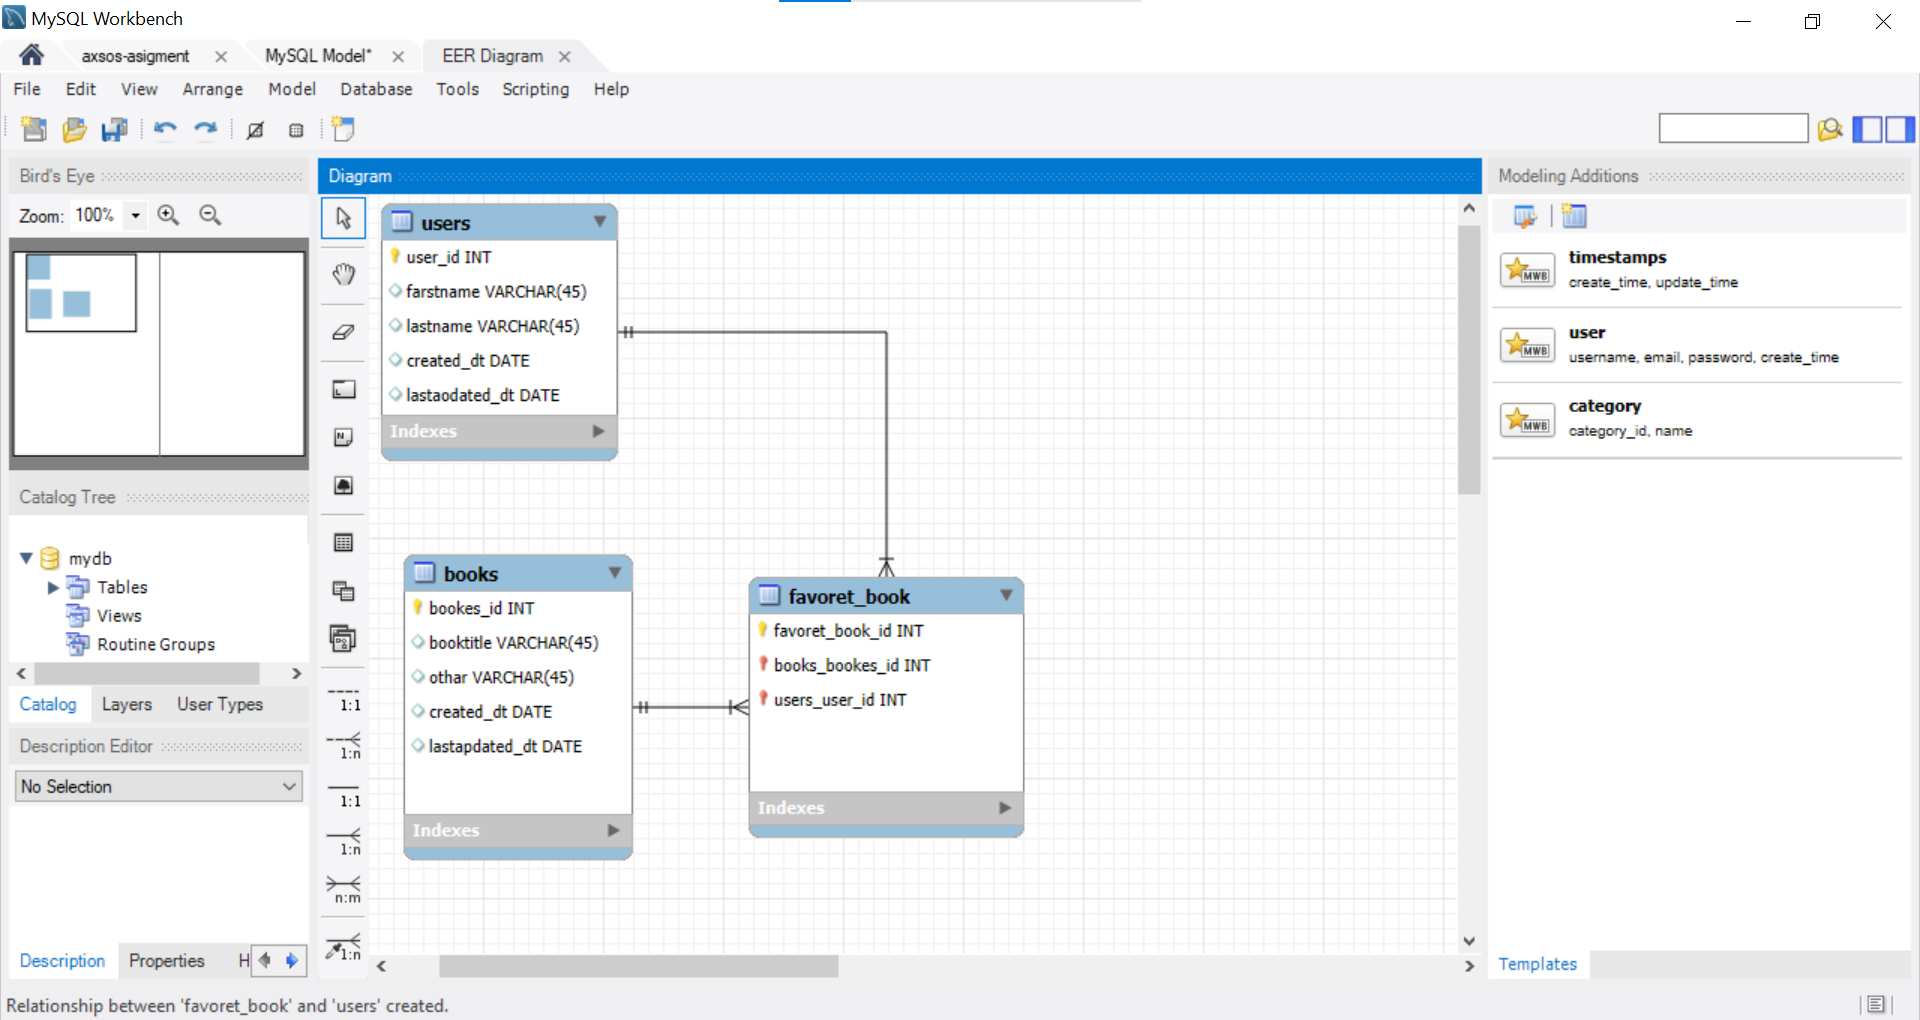 MySQL Workbench
axsos-asigment
MySQL Model*
EER Diagram
File Edit View Arrange Model Database Tools Scripting Help
Bird's Eye
Zoom: 100%
Catalog Tree
mydb
Tables
Views
Routine Groups
Catalog Layers User Types
Description Editor
No Selection
Description Properties H
Relationship between 'favoret_book' and 'users' created.
Diagram
1:1
1:n
1:1
1:n
n:m
1:n
users
user_id INT
farstname VARCHAR(45)
lastname VARCHAR(45)
created_dt DATE
lastaodated_dt DATE
Indexes
books
bookes_id INT
booktitle VARCHAR(45)
othar VARCHAR(45)
created_dt DATE
lastapdated_dt DATE
Indexes
favoret_book
favoret_book_id INT
books_bookes_id INT
users_user_id INT
Indexes
Modeling Additions
MWB
timestamps
create_time, update_time
MWB
user
username, email, password, create_time
MWB
category
category_id, name
Templates